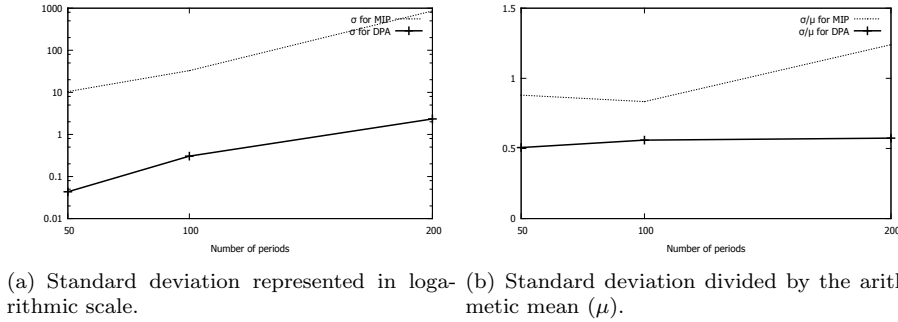 1000
100
10
1
0.1
0.01
σ for MIP
σ for DPA
50
100
200
Number of periods
1.5
1
0.5
0
σ/μ for MIP
σ/μ for DPA
50
100
200
Number of periods
(a) Standard deviation represented in loga-
rithmic scale.
(b) Standard deviation divided by the arith
metic mean (μ).